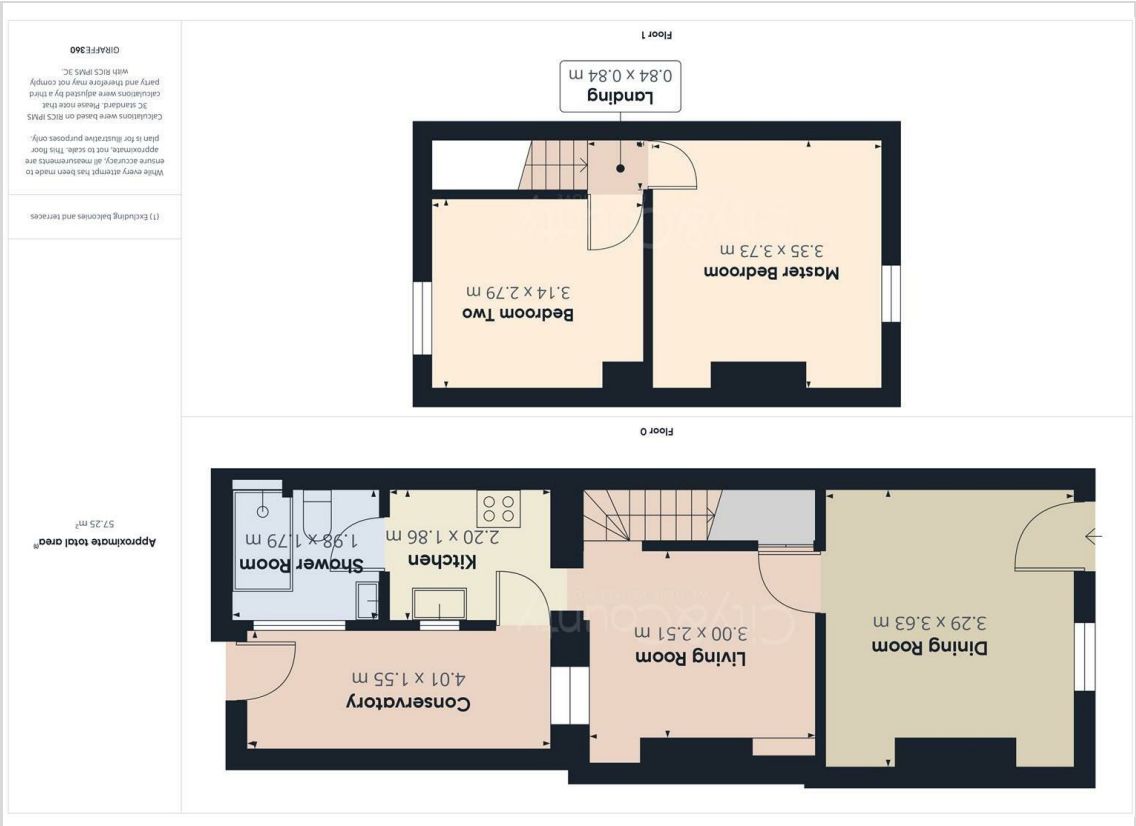 Approximate total area⁽¹⁾
57.25 m²
(1) Excluding balconies and terraces
While every attempt has been made to
ensure accuracy, all measurements are
approximate, not to scale. This floor
plan is for illustrative purposes only.
Calculations were based on RICS IPMS
3C standard. Please note that
calculations were adjusted by a third
party and therefore may not comply
with RICS IPMS 3C.
GIRAFFE360
Dining Room
3.29 x 3.63 m
Living Room
3.00 x 2.51 m
Conservatory
4.01 x 1.55 m
Kitchen
2.20 x 1.86 m
Shower Room
1.98 x 1.79 m
City&County
Floor 0
Master Bedroom
3.35 x 3.73 m
Bedroom Two
3.14 x 2.79 m
Landing
0.84 x 0.84 m
Floor 1